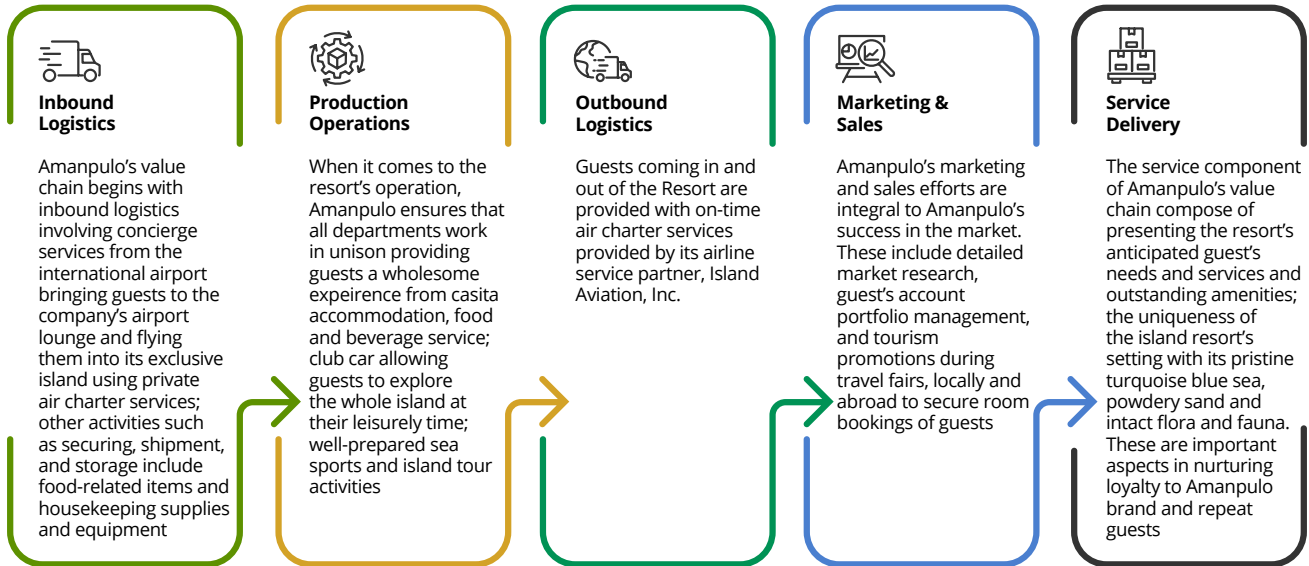 Inbound
Logistics
Amanpulo’s value
chain begins with
inbound logistics
involving concierge
services from the
international airport
bringing guests to the
company’s airport
lounge and flying
them into its exclusive
island using private
air charter services;
other activities such
as securing, shipment,
and storage include
food-related items and
housekeeping supplies
and equipment
Production
Operations
When it comes to the
resort’s operation,
Amanpulo ensures that
all departments work
in unison providing
guests a wholesome
expeirence from casita
accommodation, food
and beverage service;
club car allowing
guests to explore
the whole island at
their leisurely time;
well-prepared sea
sports and island tour
activities
Outbound
Logistics
Guests coming in and
out of the Resort are
provided with on-time
air charter services
provided by its airline
service partner, Island
Aviation, Inc.
Marketing &
Sales
Amanpulo’s marketing
and sales efforts are
integral to Amanpulo’s
success in the market.
These include detailed
market research,
guest’s account
portfolio management,
and tourism
promotions during
travel fairs, locally and
abroad to secure room
bookings of guests
Service
Delivery
The service component
of Amanpulo’s value
chain compose of
presenting the resort’s
anticipated guest’s
needs and services and
outstanding amenities;
the uniqueness of
the island resort’s
setting with its pristine
turquoise blue sea,
powdery sand and
intact flora and fauna.
These are important
aspects in nurturing
loyalty to Amanpulo
brand and repeat
guests